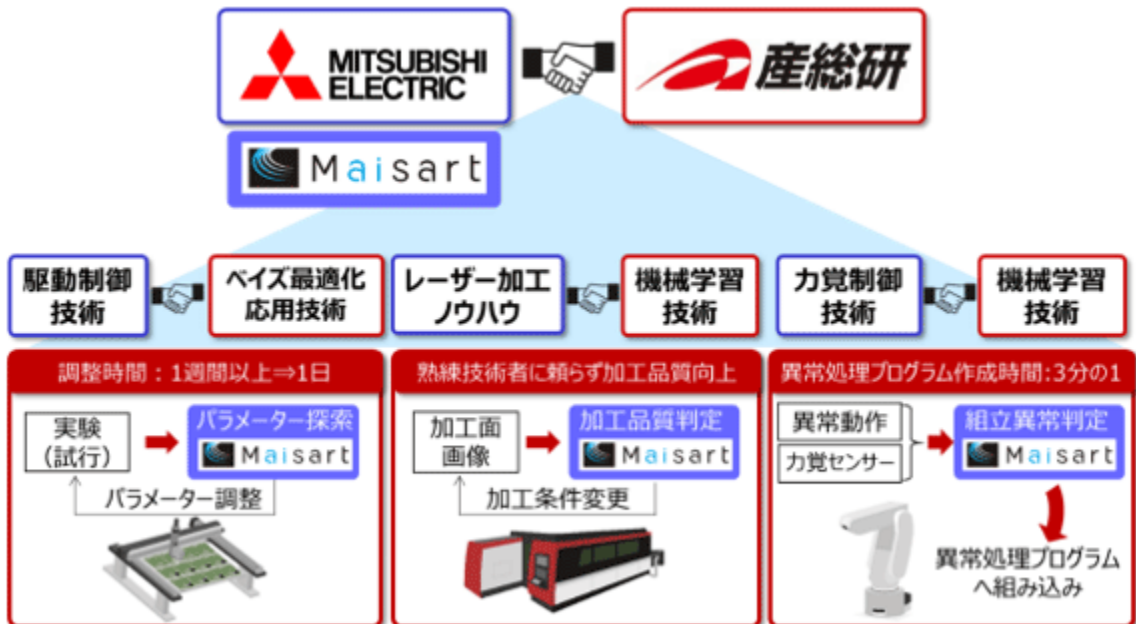 MITSUBISHI
ELECTRIC
産総研
Maisart
駆動制御
技術
ベイズ最適化
応用技術
レーザー加工
ノウハウ
機械学習
技術
力覚制御
技術
機械学習
技術
調整時間：1週間以上⇒1日
実験
（試行）
パラメーター探索
Maisart
パラメーター調整
熟練技術者に頼らず加工品質向上
加工面
画像
加工品質判定
Maisart
加工条件変更
異常処理プログラム作成時間:3分の1
異常動作
力覚センサー
組立異常判定
Maisart
異常処理プログラム
へ組み込み